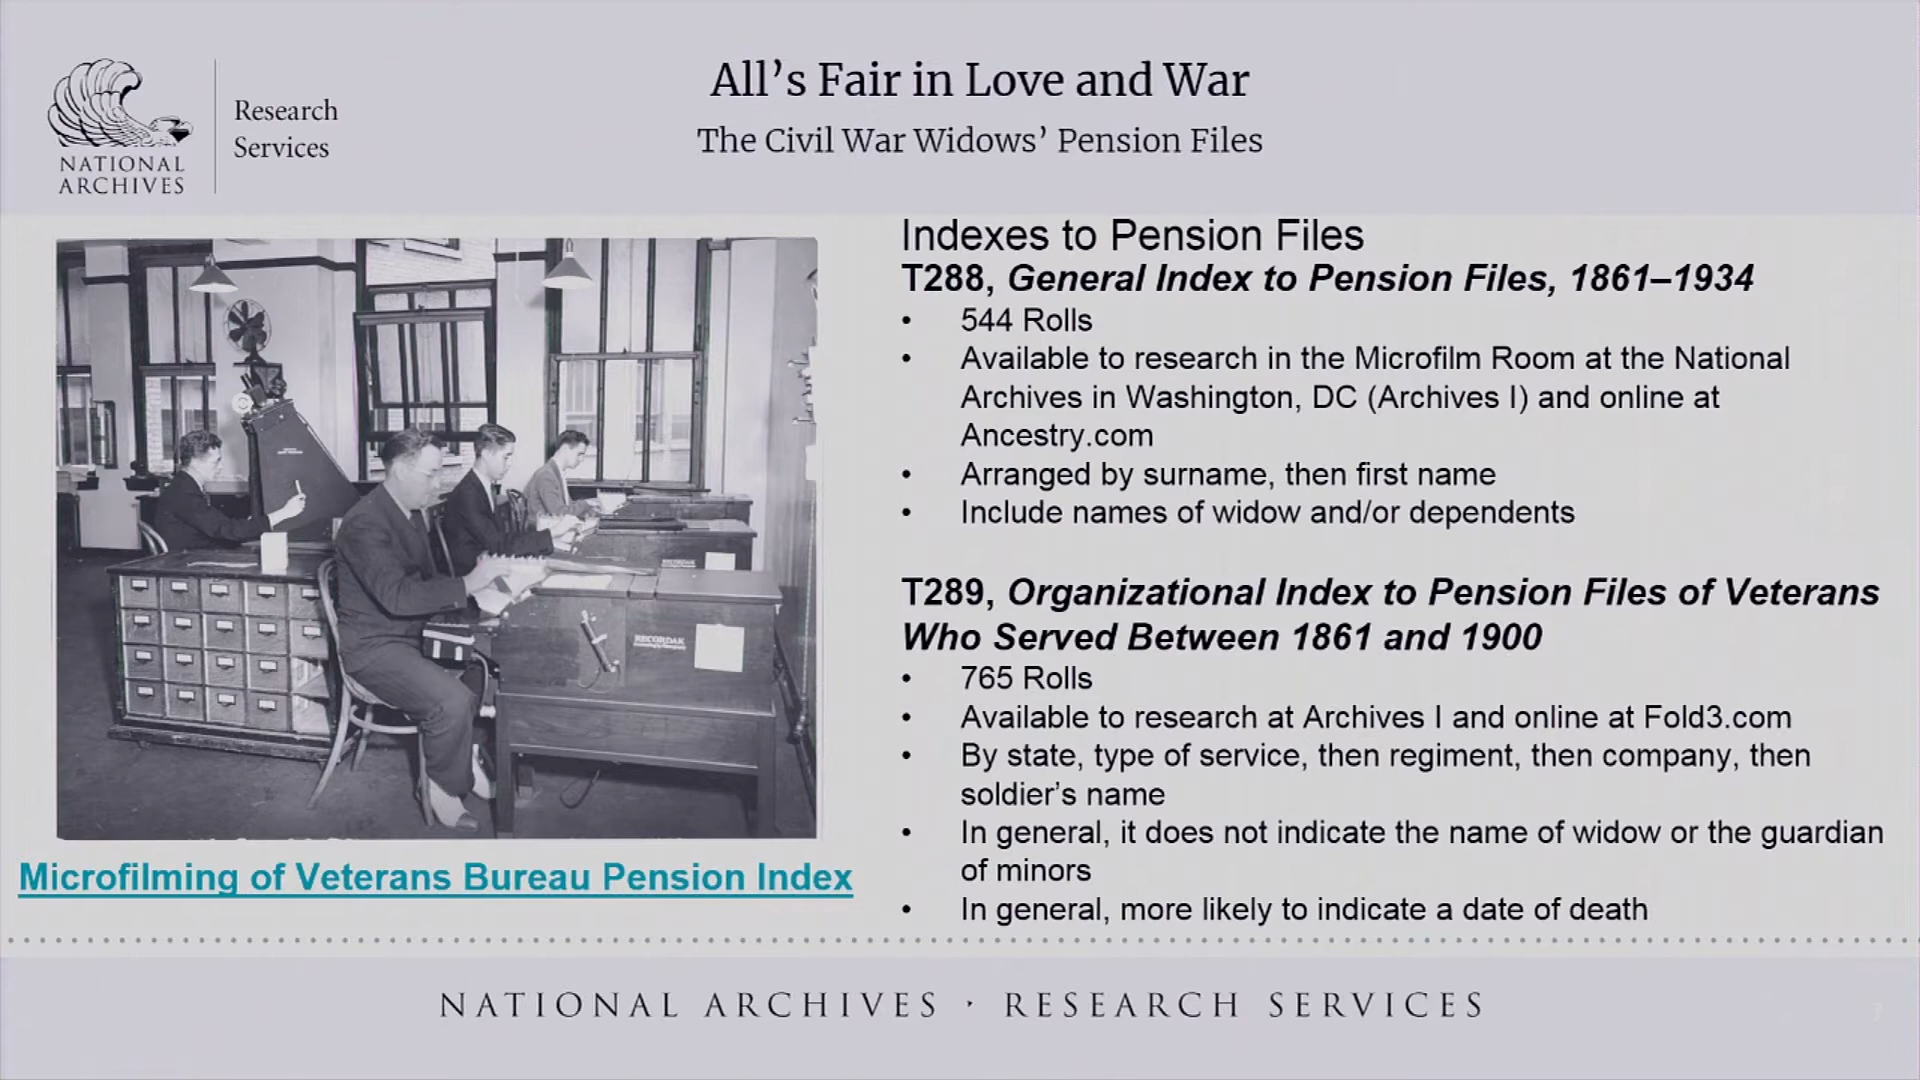 All’s Fair in Love and War
The Civil War Widows’ Pension Files
Research
Services
NATIONAL
ARCHIVES
Indexes to Pension Files
T288, General Index to Pension Files, 1861–1934
• 544 Rolls
• Available to research in the Microfilm Room at the National
Archives in Washington, DC (Archives I) and online at
Ancestry.com
• Arranged by surname, then first name
• Include names of widow and/or dependents
T289, Organizational Index to Pension Files of Veterans
Who Served Between 1861 and 1900
• 765 Rolls
• Available to research at Archives I and online at Fold3.com
• By state, type of service, then regiment, then company, then
soldier’s name
• In general, it does not indicate the name of widow or the guardian
of minors
• In general, more likely to indicate a date of death
RECORDAK
RECORDAK
Microfilming of Veterans Bureau Pension Index
NATIONAL ARCHIVES • RESEARCH SERVICES
7